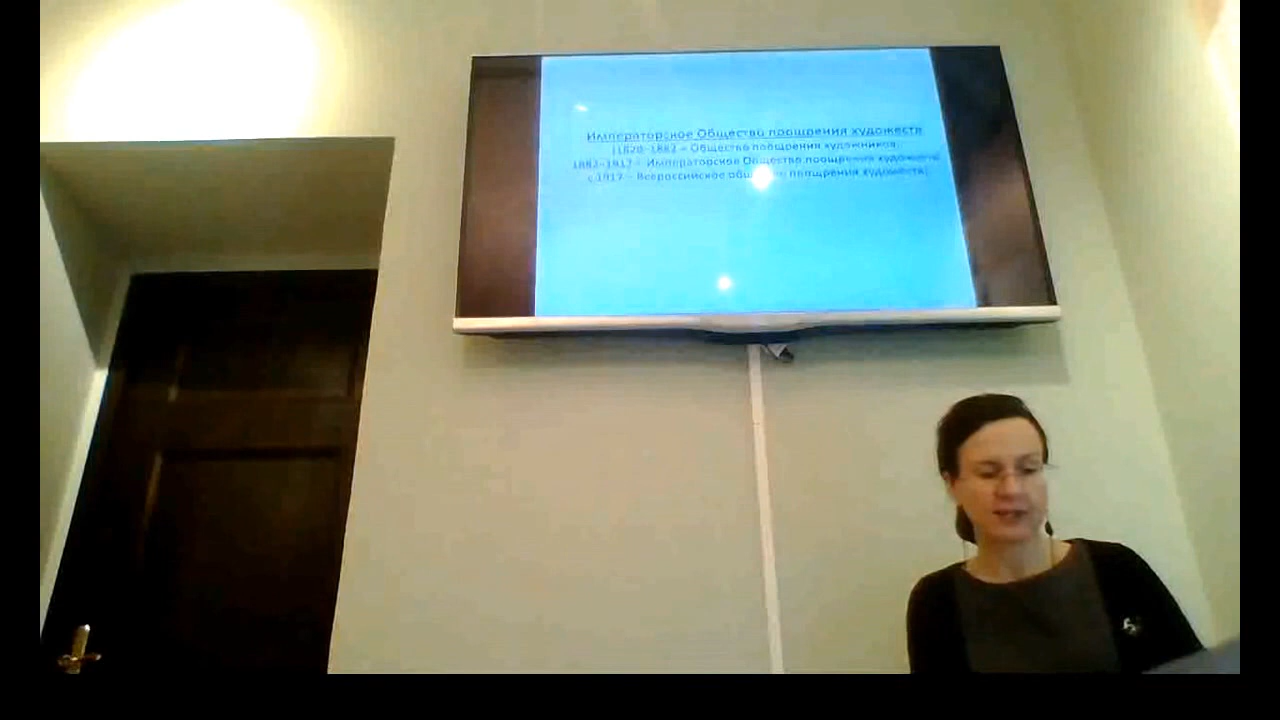 Императорское Общество поощрения художеств
(1820–1882 – Общество поощрения художников,
1882–1917 – Императорское Общество поощрения художеств,
с 1917 – Всероссийское поощрения художеств)